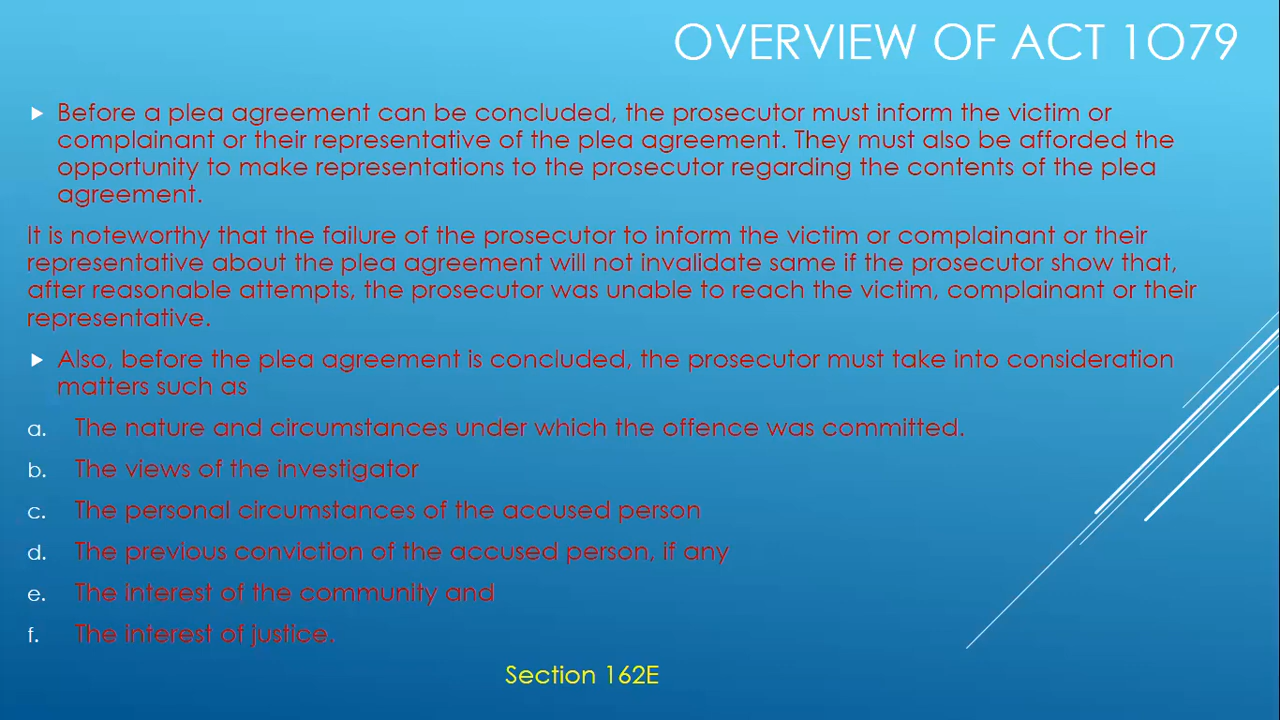 OVERVIEW OF ACT 1O79
Before a plea agreement can be concluded, the prosecutor must inform the victim or
complainant or their representative of the plea agreement. They must also be afforded the
opportunity to make representations to the prosecutor regarding the contents of the plea
agreement.
It is noteworthy that the failure of the prosecutor to inform the victim or complainant or their
representative about the plea agreement will not invalidate same if the prosecutor show that,
after reasonable attempts, the prosecutor was unable to reach the victim, complainant or their
representative.
Also, before the plea agreement is concluded, the prosecutor must take into consideration
matters such as
a. The nature and circumstances under which the offence was committed.
b. The views of the investigator
c. The personal circumstances of the accused person
d. The previous conviction of the accused person, if any
e. The interest of the community and
f. The interest of justice.
Section 162E